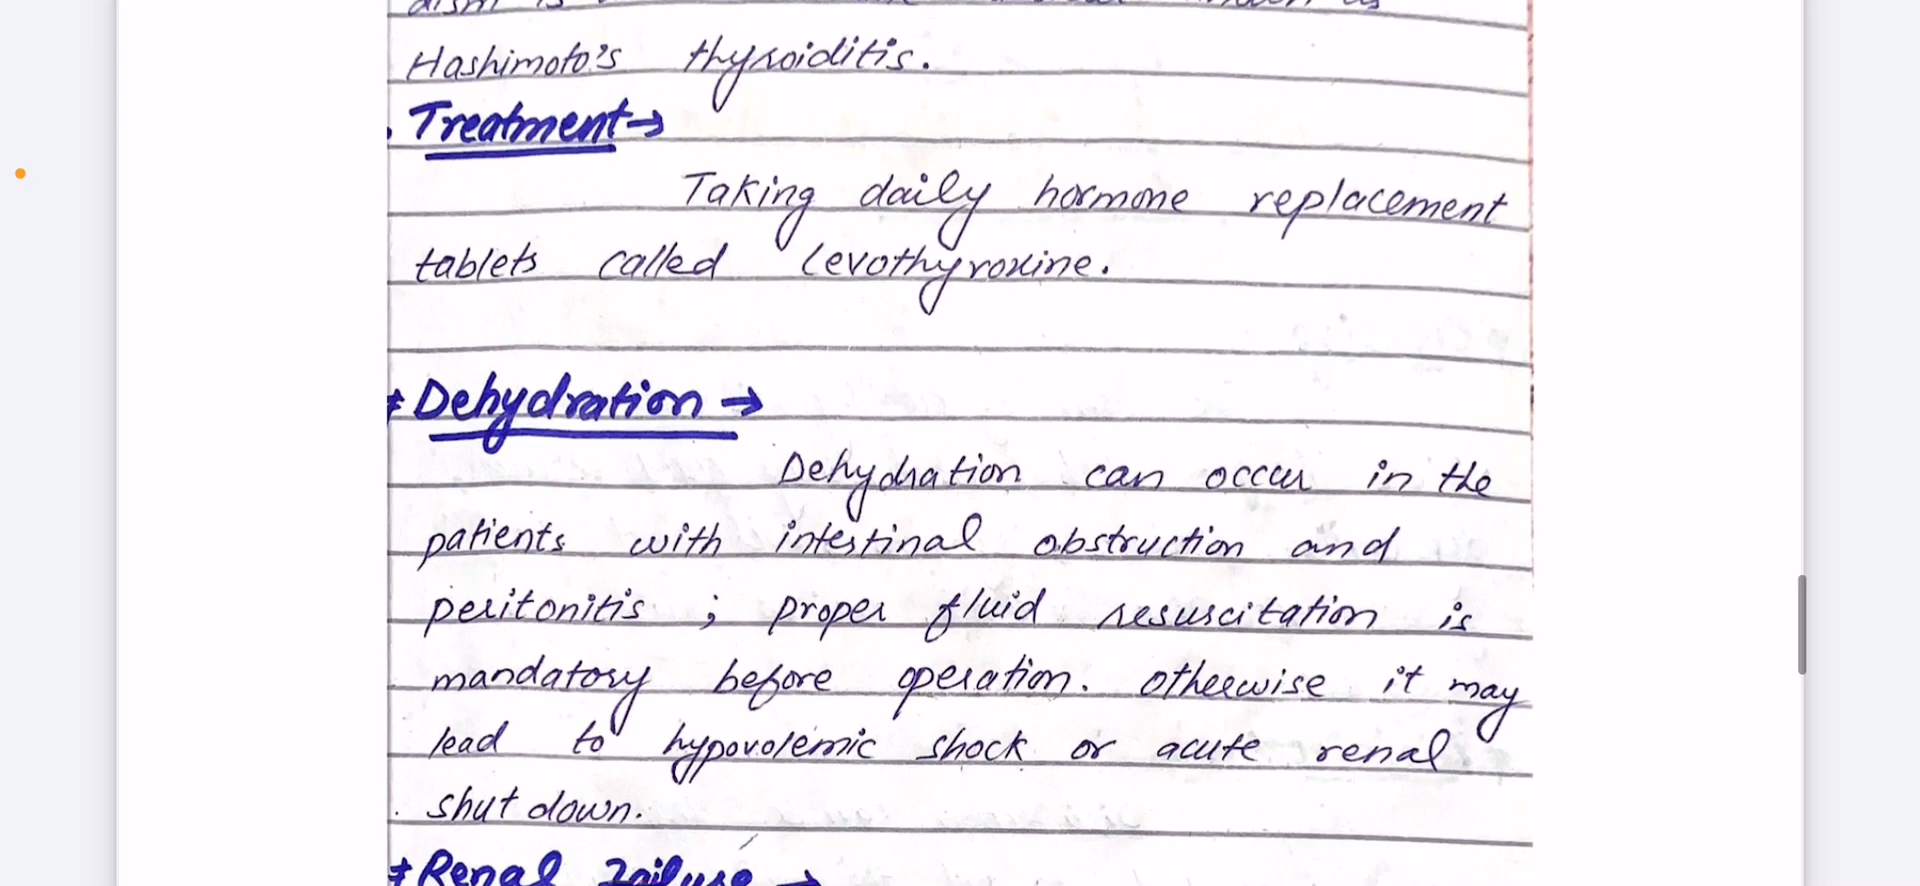 Hashimoto's thyroiditis.
Treatment→
Taking daily hormone replacement
tablets called levothyroxine.
* Dehydration →
Dehydration can occur in the
patients with intestinal obstruction and
peritonitis ; proper fluid resuscitation is
mandatory before operation. otherwise it may
lead to hypovolemic shock or acute renal
shut down.
* Renal Failure →